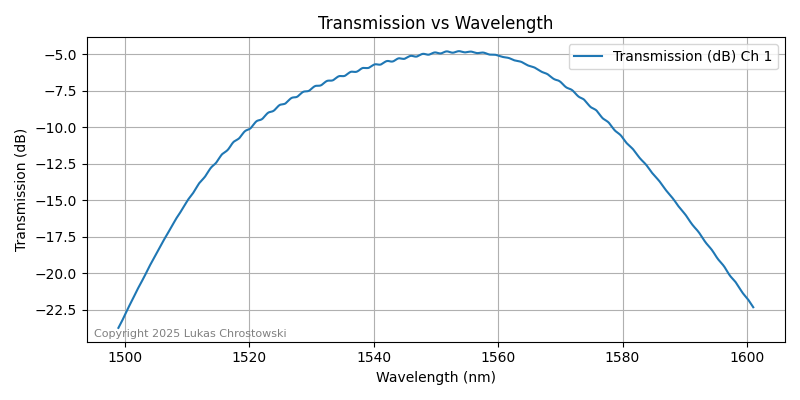 Transmission vs Wavelength
Transmission (dB) Ch 1
Transmission (dB)
−5.0
−7.5
−10.0
−12.5
−15.0
−17.5
−20.0
−22.5
Copyright 2025 Lukas Chrostowski
1500 1520 1540 1560 1580 1600
Wavelength (nm)